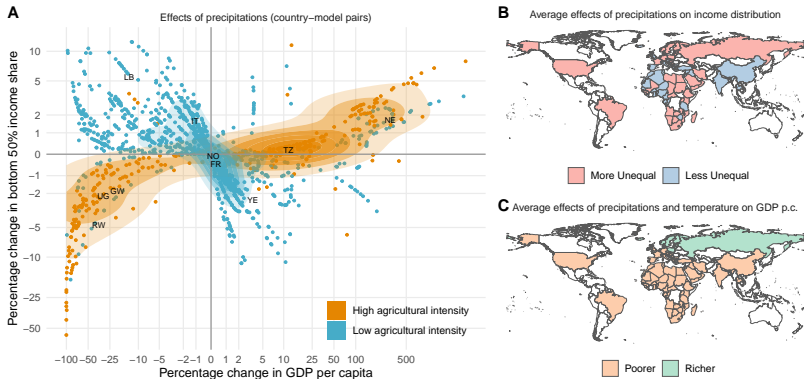 A
Effects of precipitations (country−model pairs)
Percentage change in bottom 50% income share
10
5
2
1
0
−1
−2
−5
−10
−25
−50
LB
IT
NE
NO
FR
TZ
UG
GW
YE
RW
High agricultural intensity
Low agricultural intensity
−100
−50
−25
−10
−5
−2
−1
0
1
2
5
10
25
50
100
500
Percentage change in GDP per capita
B
Average effects of precipitations on income distribution
More Unequal
Less Unequal
C
Average effects of precipitations and temperature on GDP p.c.
Poorer
Richer